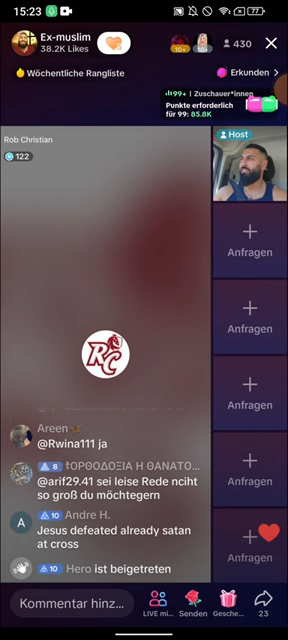 15:23
77
Ex-muslim
38.2K Likes
10+
10+
430
Wöchentliche Rangliste
Erkunden
99+ | Zuschauer*innen
Punkte erforderlich
für 99: 85.8K
Rob Christian
122
Host
Anfragen
Anfragen
Anfragen
Anfragen
Anfragen
RC
Areen
@Rwina111 ja
8 ☦ΟΡΘΟΔΟΞΙΑ Η ΘΑΝΑΤΟ...
@arif29.41 sei leise Rede nciht
so groß du möchtegern
A
10 Andre H.
Jesus defeated already satan
at cross
10 Hero ist beigetreten
Kommentar hinz...
LIVE mi...
Senden
Gesche...
23